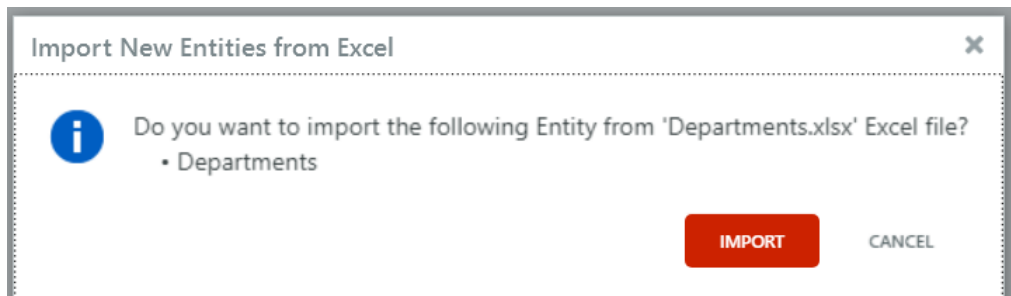 Import New Entities from Excel
Do you want to import the following Entity from 'Departments.xlsx' Excel file?
• Departments
IMPORT CANCEL